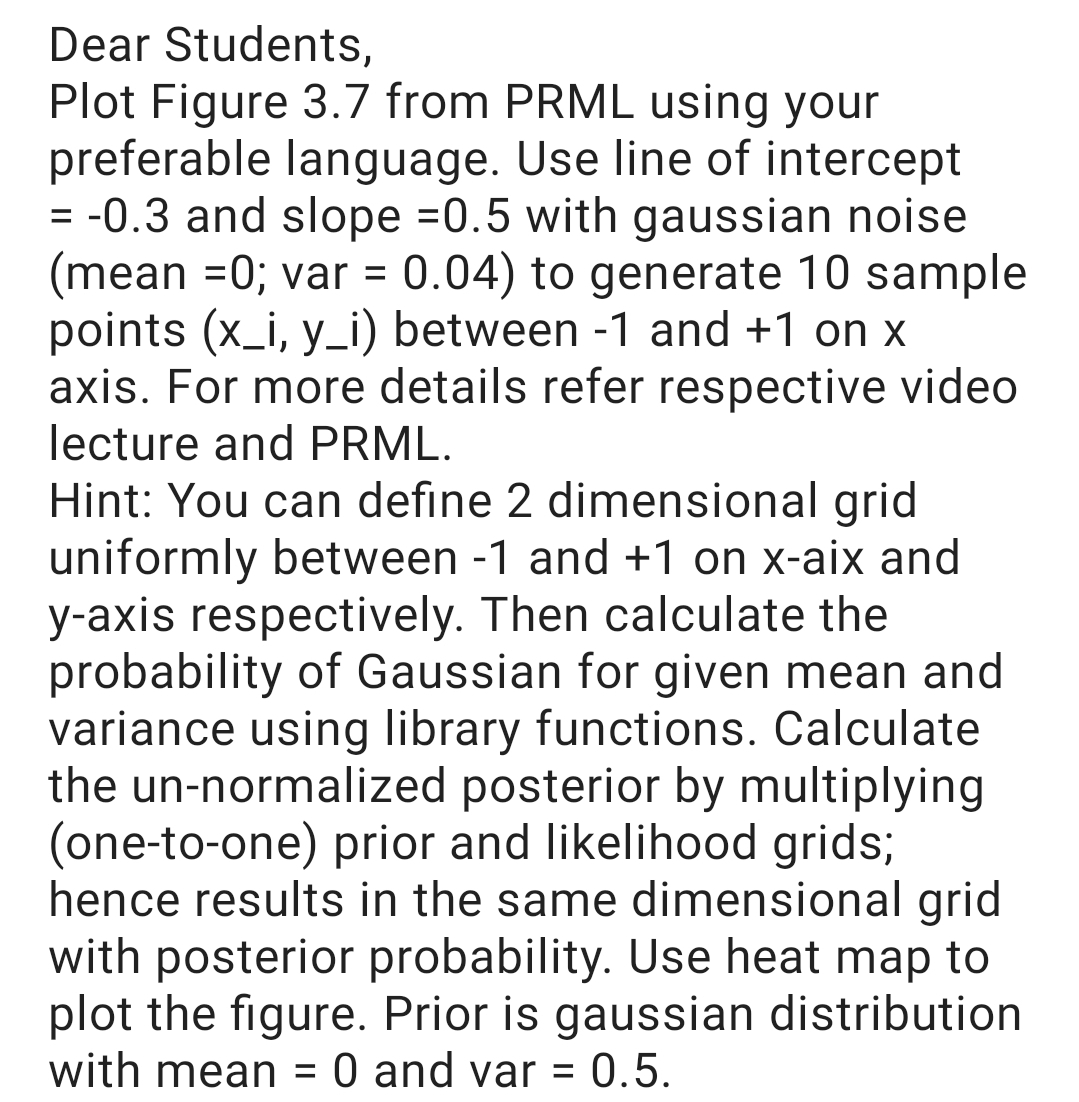 Dear Students,
Plot Figure 3.7 from PRML using your
preferable language. Use line of intercept
= -0.3 and slope =0.5 with gaussian noise
(mean =0; var = 0.04) to generate 10 sample
points (x_i, y_i) between -1 and +1 on x
axis. For more details refer respective video
lecture and PRML.
Hint: You can define 2 dimensional grid
uniformly between -1 and +1 on x-aix and
y-axis respectively. Then calculate the
probability of Gaussian for given mean and
variance using library functions. Calculate
the un-normalized posterior by multiplying
(one-to-one) prior and likelihood grids;
hence results in the same dimensional grid
with posterior probability. Use heat map to
plot the figure. Prior is gaussian distribution
with mean = 0 and var = 0.5.